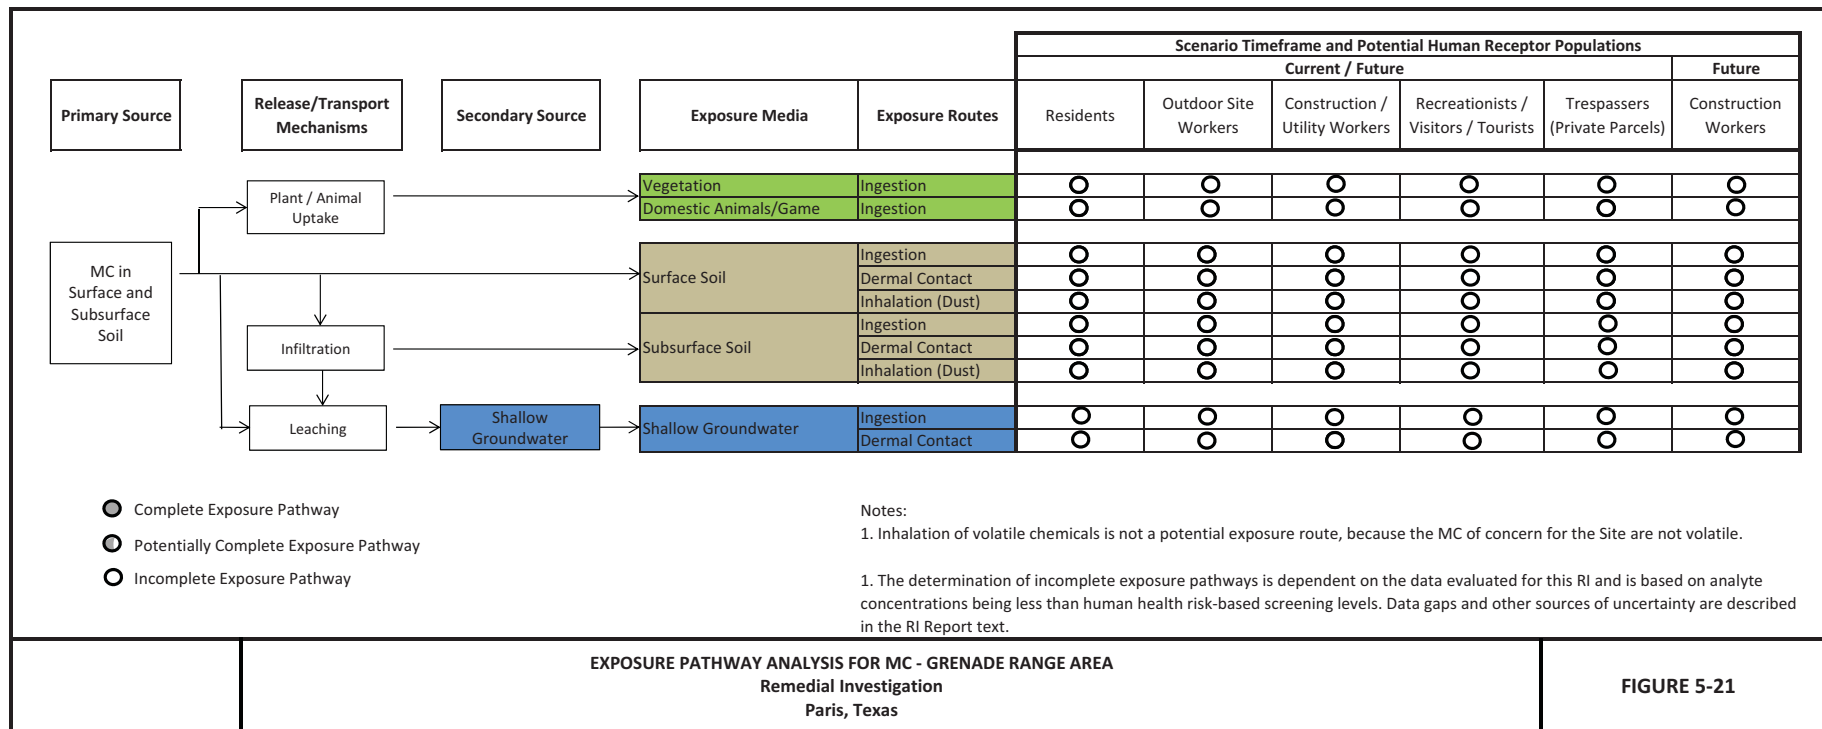 Scenario Timeframe and Potential Human Receptor Populations
Current / Future
Future
Primary Source
Release/Transport
Mechanisms
Secondary Source
Exposure Media
Exposure Routes
Residents
Outdoor Site
Workers
Construction /
Utility Workers
Recreationists /
Visitors / Tourists
Trespassers
(Private Parcels)
Construction
Workers
Plant / Animal
Uptake
Vegetation
Ingestion
Domestic Animals/Game
Ingestion
MC in
Surface and
Subsurface
Soil
Surface Soil
Ingestion
Dermal Contact
Inhalation (Dust)
Infiltration
Subsurface Soil
Ingestion
Dermal Contact
Inhalation (Dust)
Leaching
Shallow
Groundwater
Shallow Groundwater
Ingestion
Dermal Contact
Complete Exposure Pathway
Potentially Complete Exposure Pathway
Incomplete Exposure Pathway
Notes:
1. Inhalation of volatile chemicals is not a potential exposure route, because the MC of concern for the Site are not volatile.
1. The determination of incomplete exposure pathways is dependent on the data evaluated for this RI and is based on analyte
concentrations being less than human health risk-based screening levels. Data gaps and other sources of uncertainty are described
in the RI Report text.
EXPOSURE PATHWAY ANALYSIS FOR MC - GRENADE RANGE AREA
Remedial Investigation
Paris, Texas
FIGURE 5-21